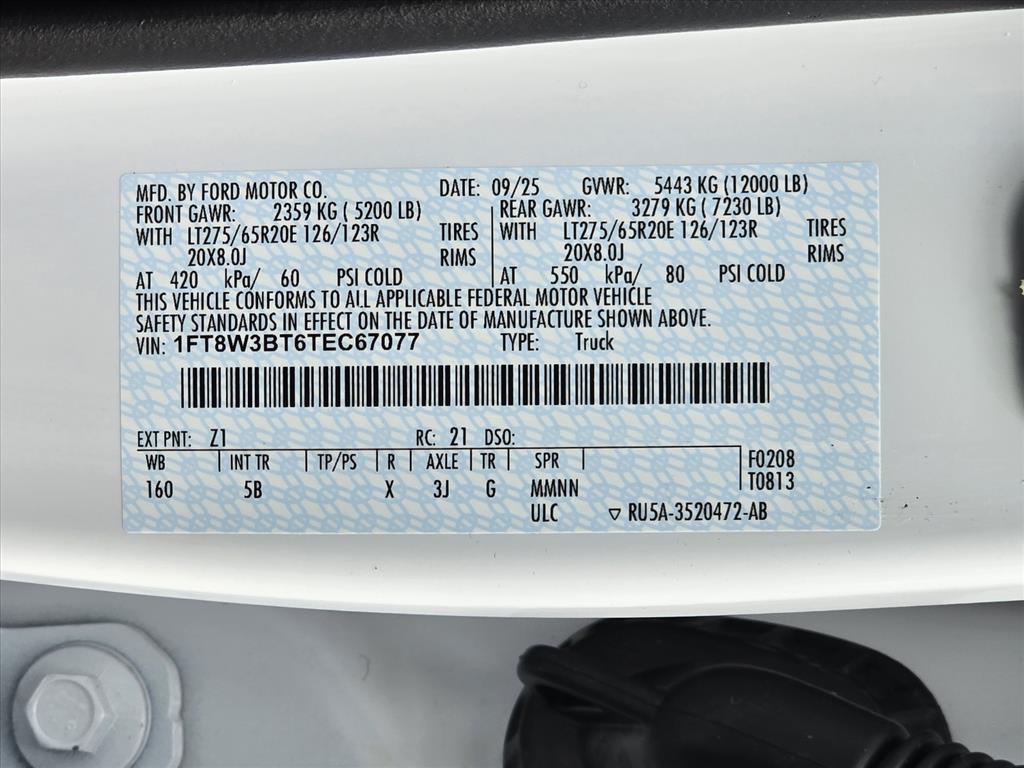 MFD. BY FORD MOTOR CO. DATE: 09/25 GVWR: 5443 KG (12000 LB)
FRONT GAWR: 2359 KG ( 5200 LB) REAR GAWR: 3279 KG ( 7230 LB)
WITH LT275/65R20E 126/123R TIRES WITH LT275/65R20E 126/123R TIRES
20X8.0J RIMS 20X8.0J RIMS
AT 420 kPa/ 60 PSI COLD AT 550 kPa/ 80 PSI COLD
THIS VEHICLE CONFORMS TO ALL APPLICABLE FEDERAL MOTOR VEHICLE
SAFETY STANDARDS IN EFFECT ON THE DATE OF MANUFACTURE SHOWN ABOVE.
VIN: 1FT8W3BT6TEC67077 TYPE: Truck
EXT PNT: Z1 RC: 21 DSO:
WB INT TR TP/PS R AXLE TR SPR F0208
160 5B X 3J G MMNN T0813
ULC ▽ RU5A-3520472-AB